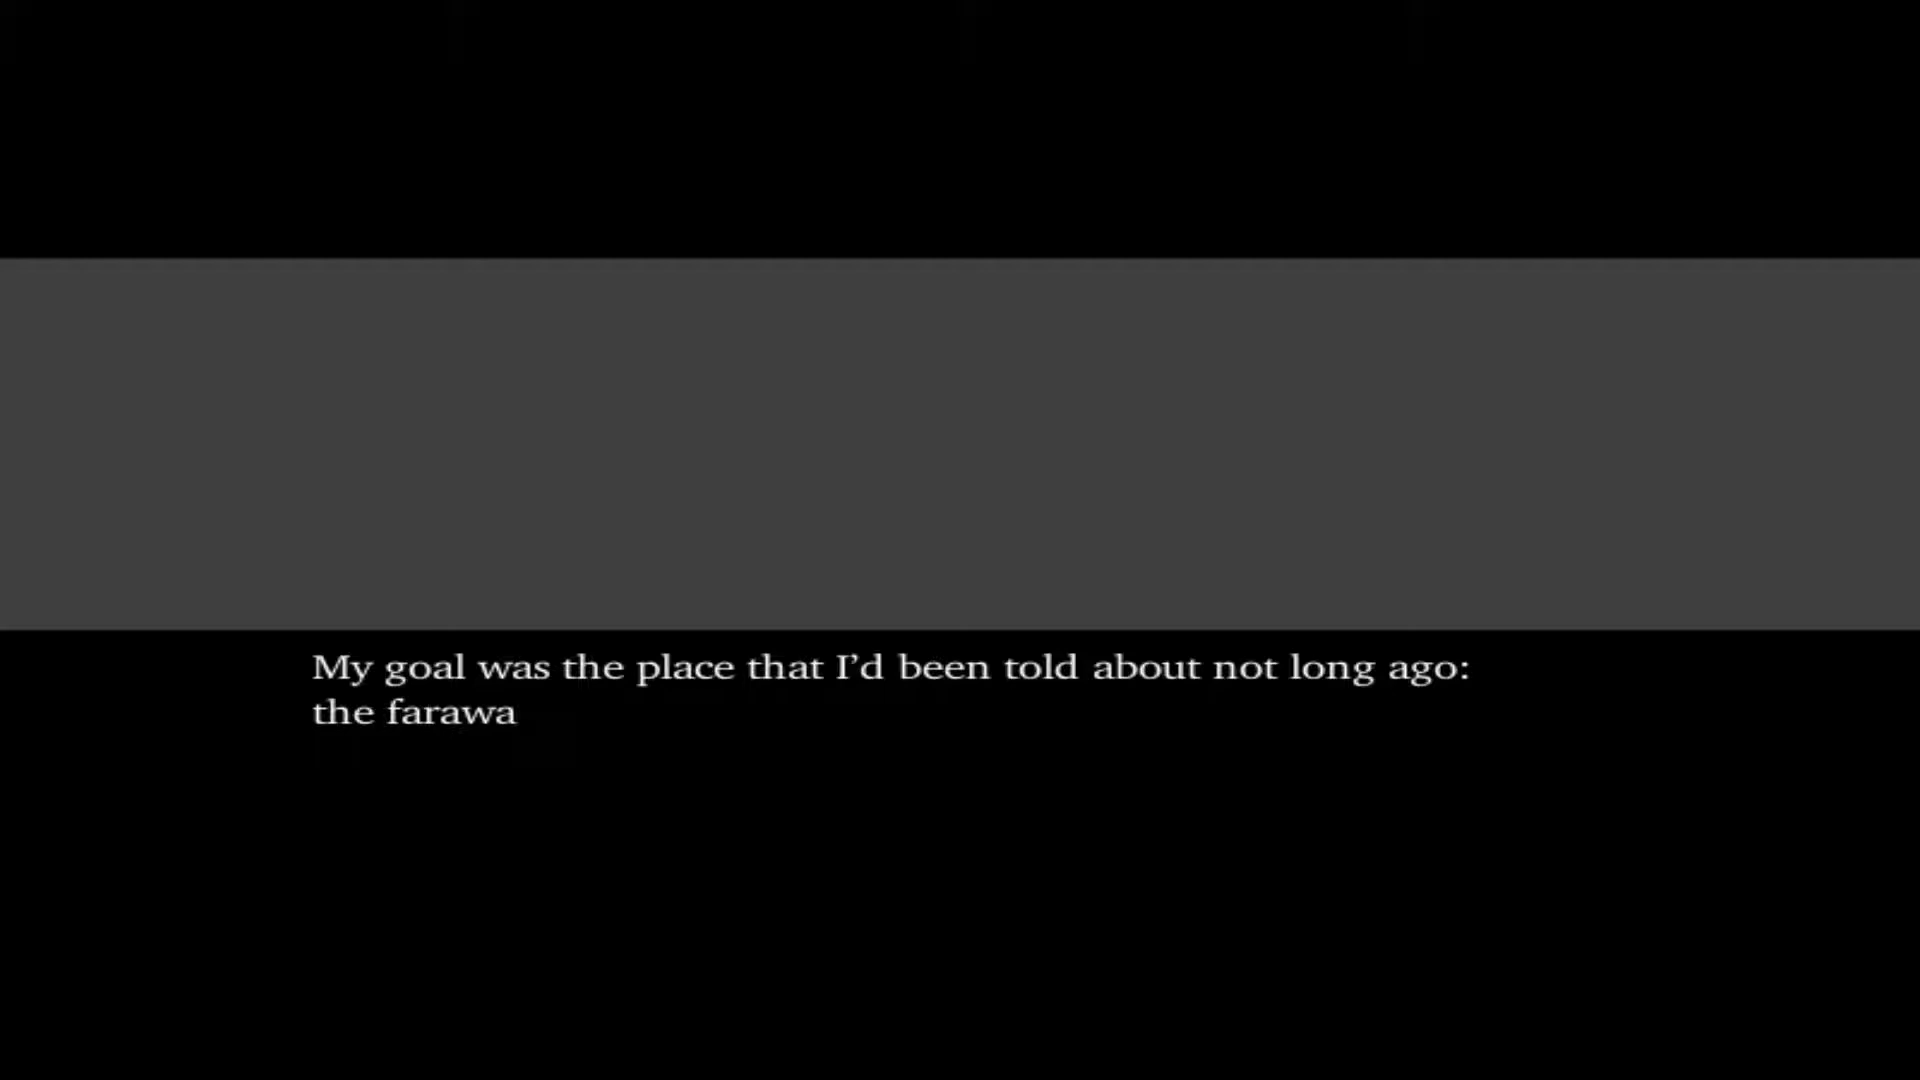 My goal was the place that I’d been told about not long ago:
the farawa